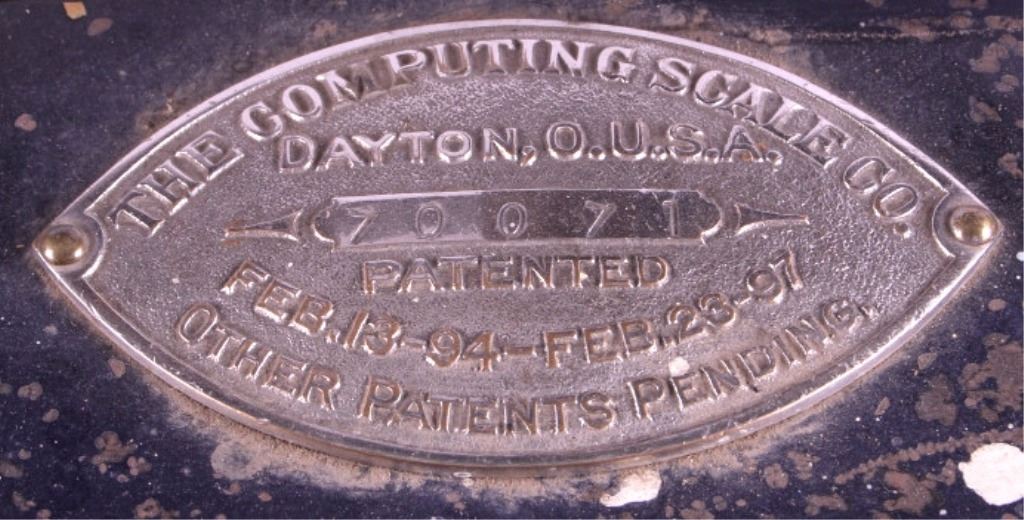 THE COMPUTING SCALE CO.
DAYTON, O.U.S.A.
70071
PATENTED
FEB.13-94-FEB.23-97
OTHER PATENTS PENDING.